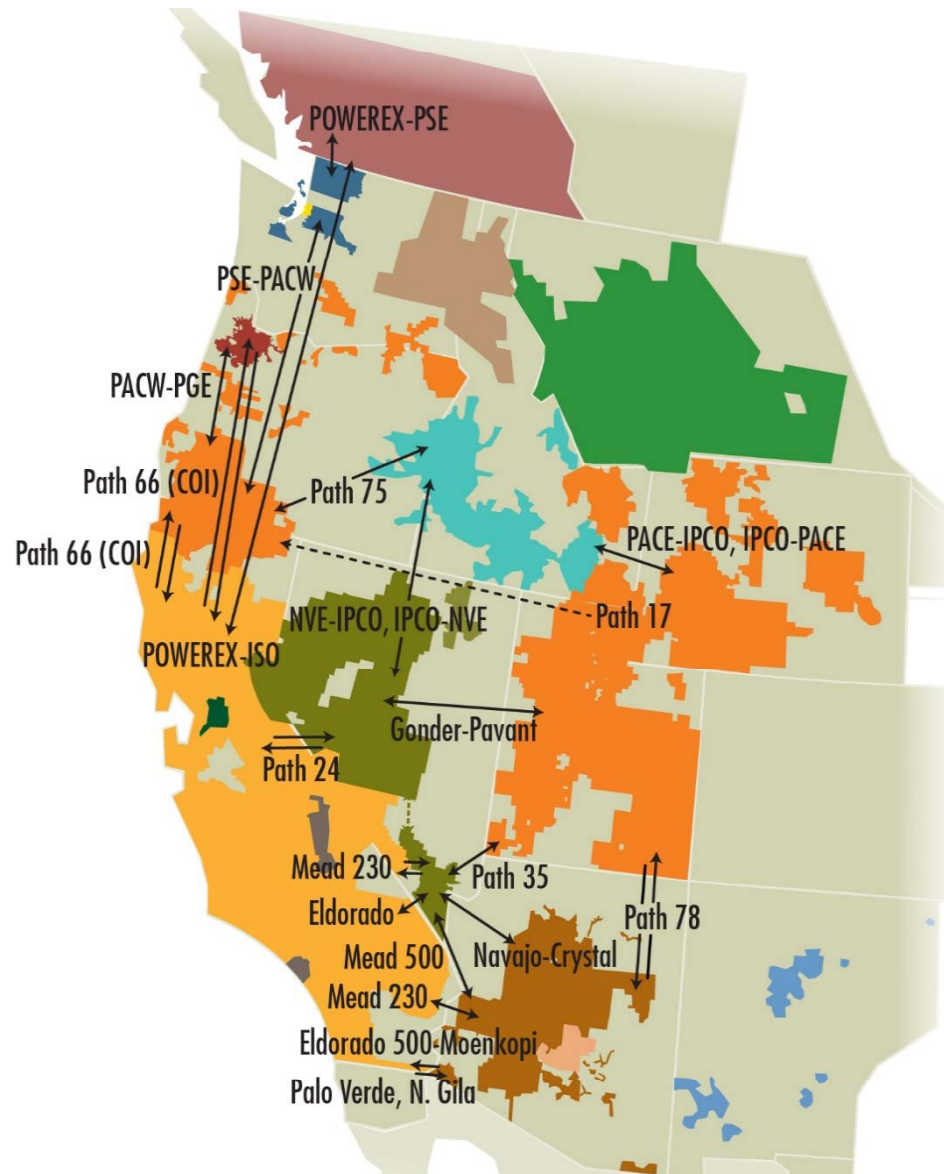 POWEREX-PSE
PSE-PACW
PACW-PGE
Path 66 (COI)
Path 75
Path 66 (COI)
PACE-IPCO, IPCO-PACE
NVE-IPCO, IPCO-NVE
Path 17
POWEREX-ISO
Gonder-Pavant
Path 24
Mead 230
Path 35
Eldorado
Path 78
Mead 500
Navajo-Crystal
Mead 230
Eldorado 500-Moenkopi
Palo Verde, N. Gila